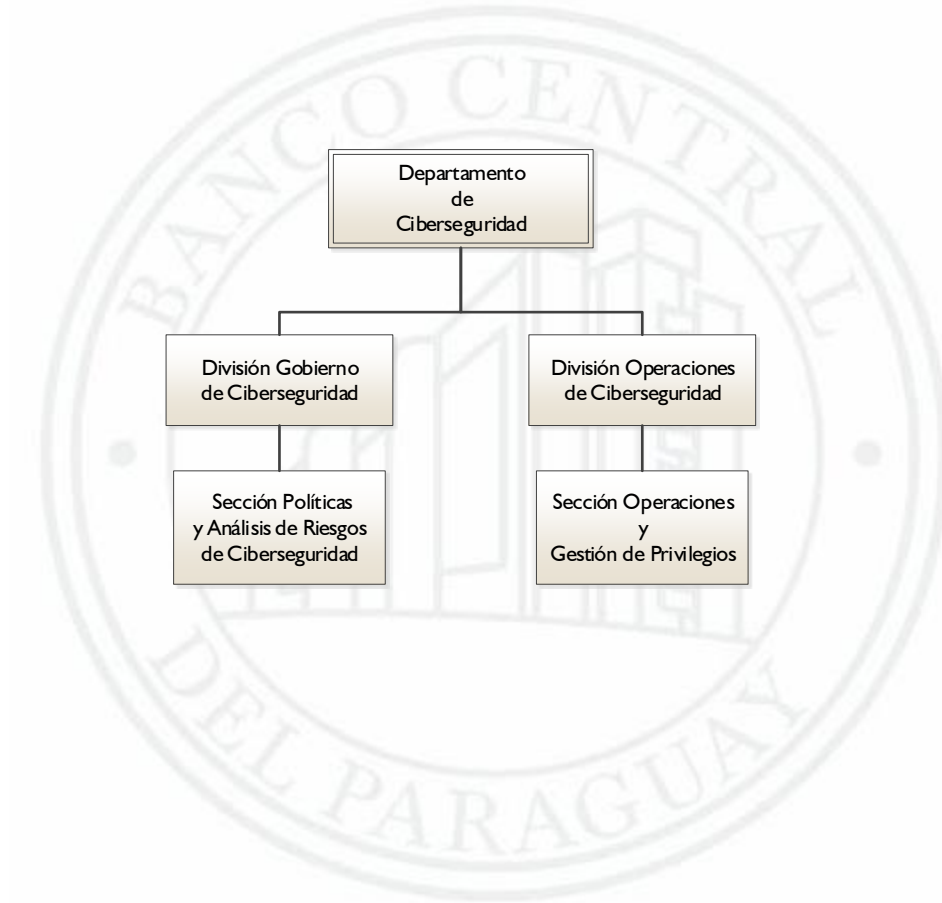 BANCO CENTRAL
Departamento
de
Ciberseguridad
División Gobierno
de Ciberseguridad
División Operaciones
de Ciberseguridad
Sección Políticas
y Análisis de Riesgos
de Ciberseguridad
Sección Operaciones
y
Gestión de Privilegios
DEL PARAGUAY